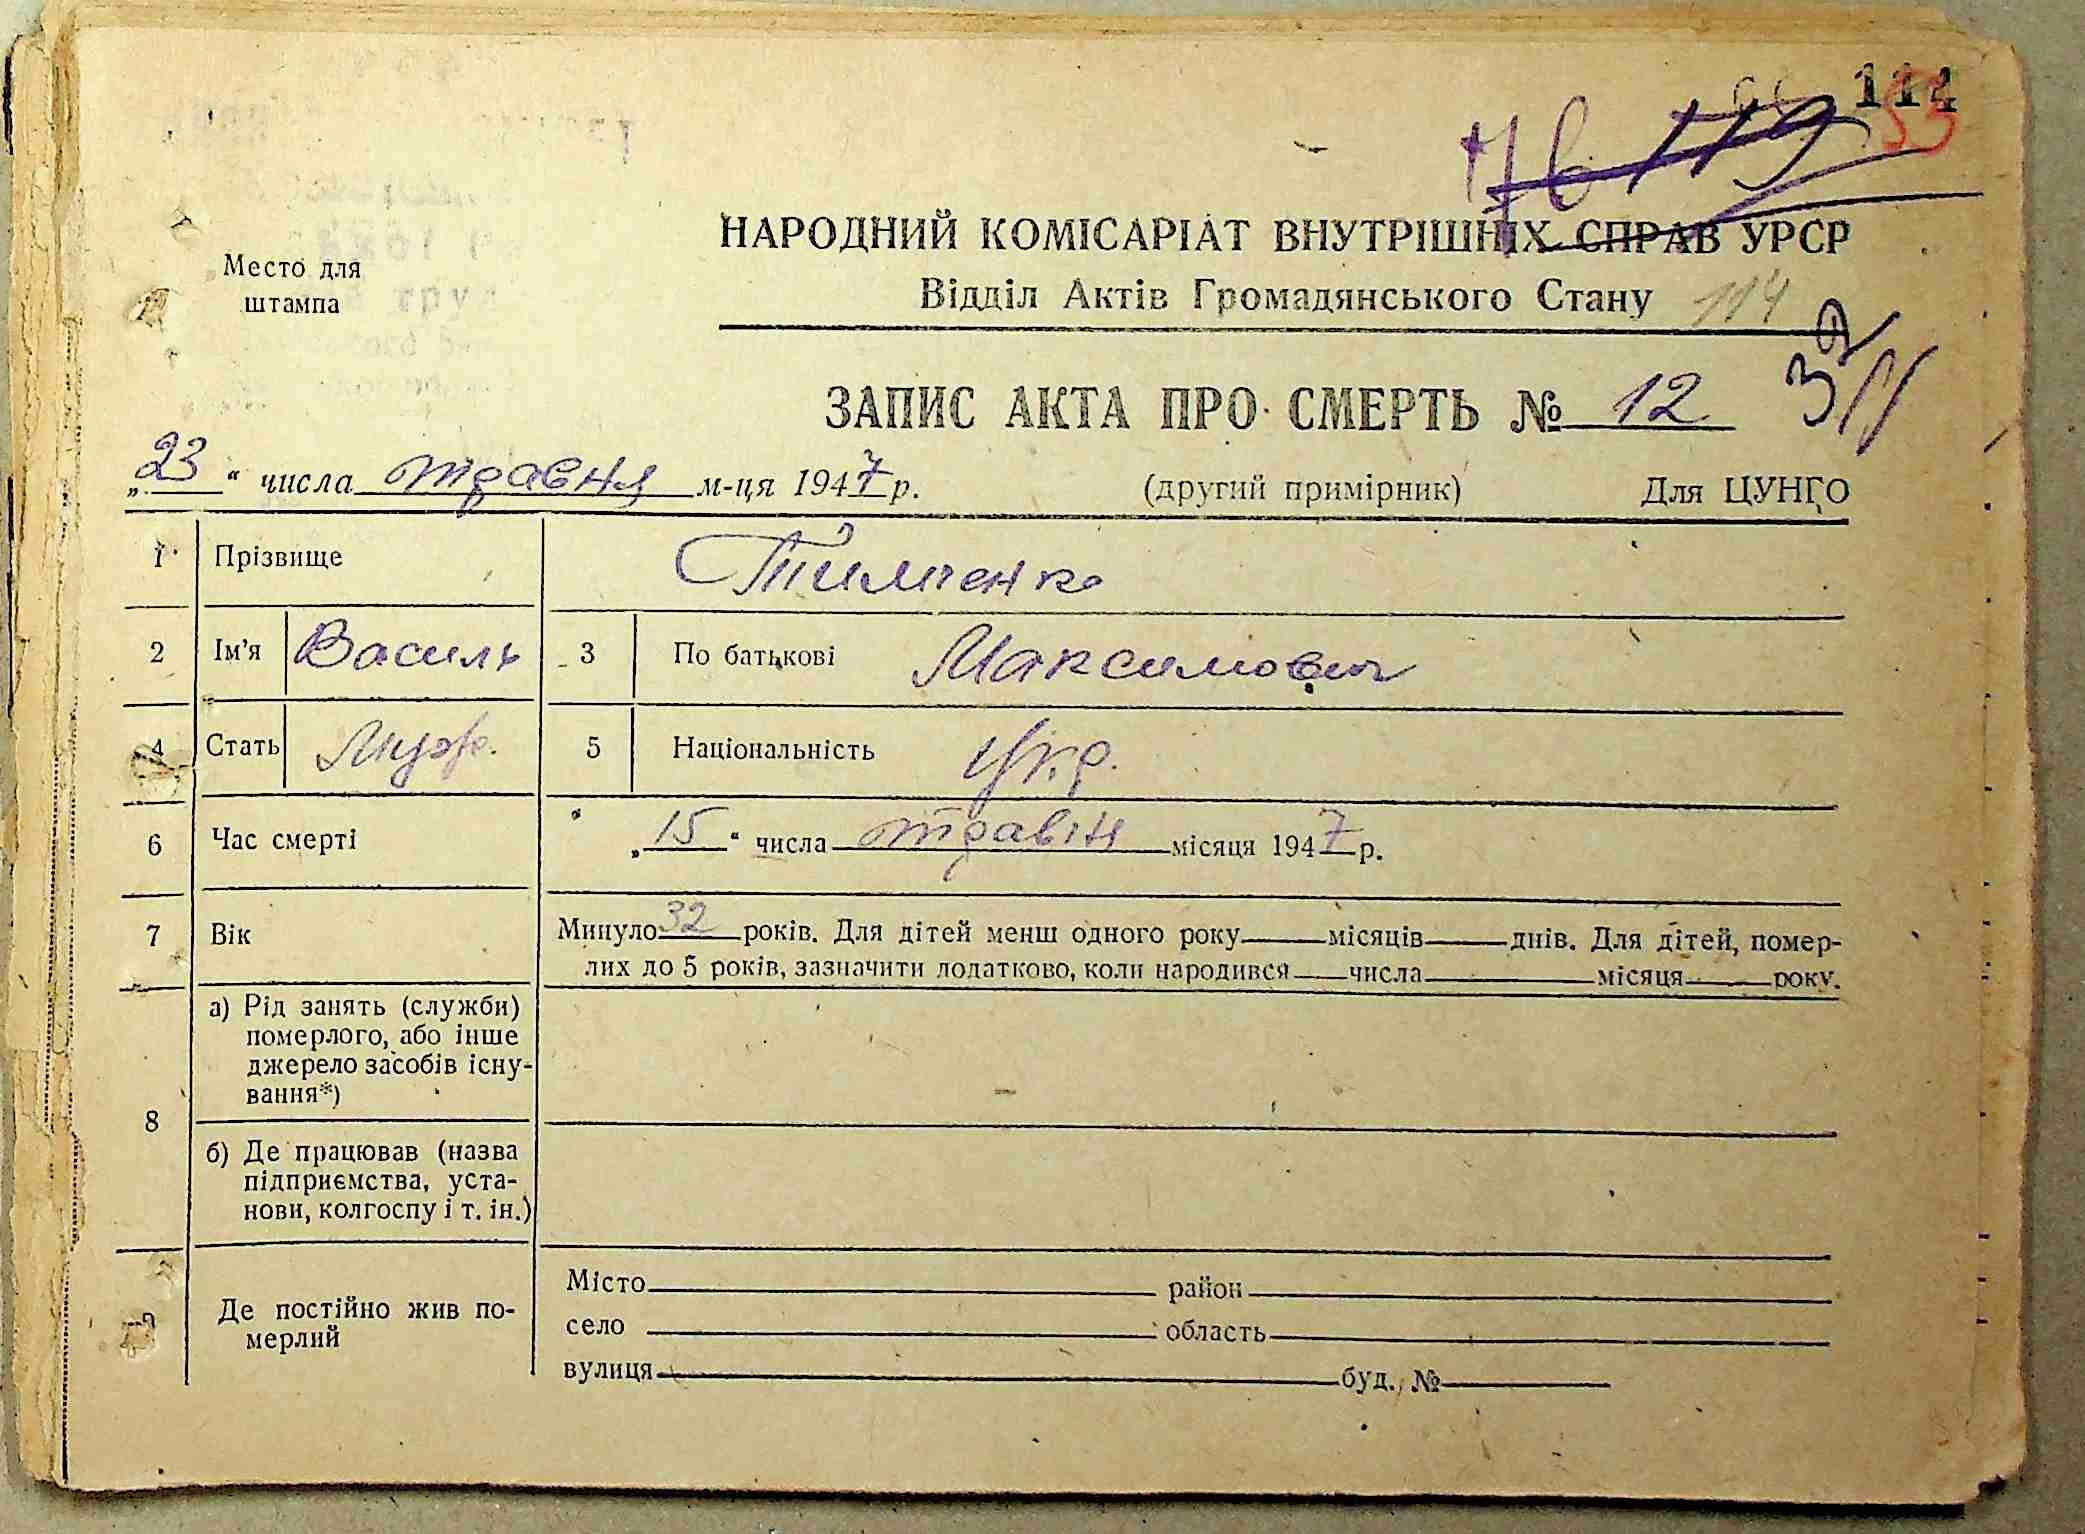 114
53
76 119
Место для
штампа
НАРОДНИЙ КОМІСАРІАТ ВНУТРІШНІХ СПРАВ УРСР
Відділ Актів Громадянського Стану 114
ЗАПИС АКТА ПРО СМЕРТЬ № 12
„23“ числа травня м-ця 1947 р. (другий примірник) Для ЦУНГО
1 Прізвище Тимченко
2 Ім'я Василь 3 По батькові Максимович
4 Стать Муж. 5 Національність Укр.
6 Час смерті „15“ числа травня місяця 1947 р.
7 Вік Минуло 32 років. Для дітей менш одного року місяців днів. Для дітей, помер-
лих до 5 років, зазначити додатково, коли народився числа місяця року.
8 а) Рід занять (служби)
померлого, або інше
джерело засобів існу-
вання*)
б) Де працював (назва
підприємства, уста-
нови, колгоспу і т. ін.)
9 Де постійно жив по-
мерлий
Місто район
село область
вулиця буд. №